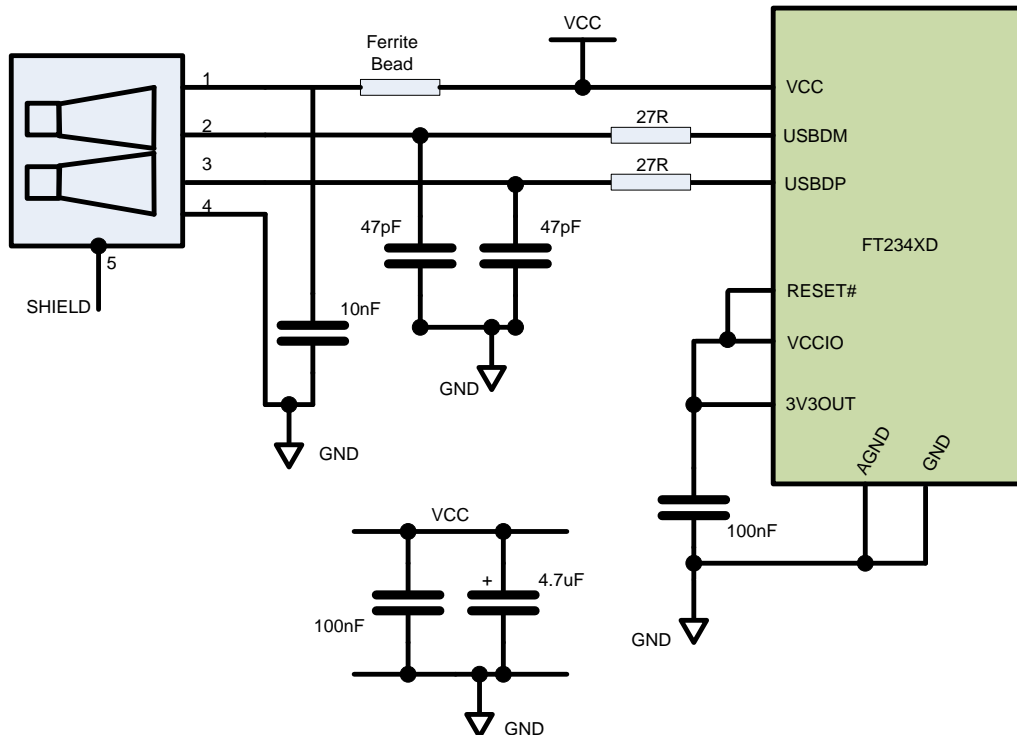 VCC
Ferrite
Bead
1
VCC
27R
2
USBDM
27R
3
USBDP
4
47pF
47pF
FT234XD
5
SHIELD
RESET#
10nF
VCCIO
GND
3V3OUT
GND
AGND
GND
VCC
100nF
+
4.7uF
100nF
GND
GND